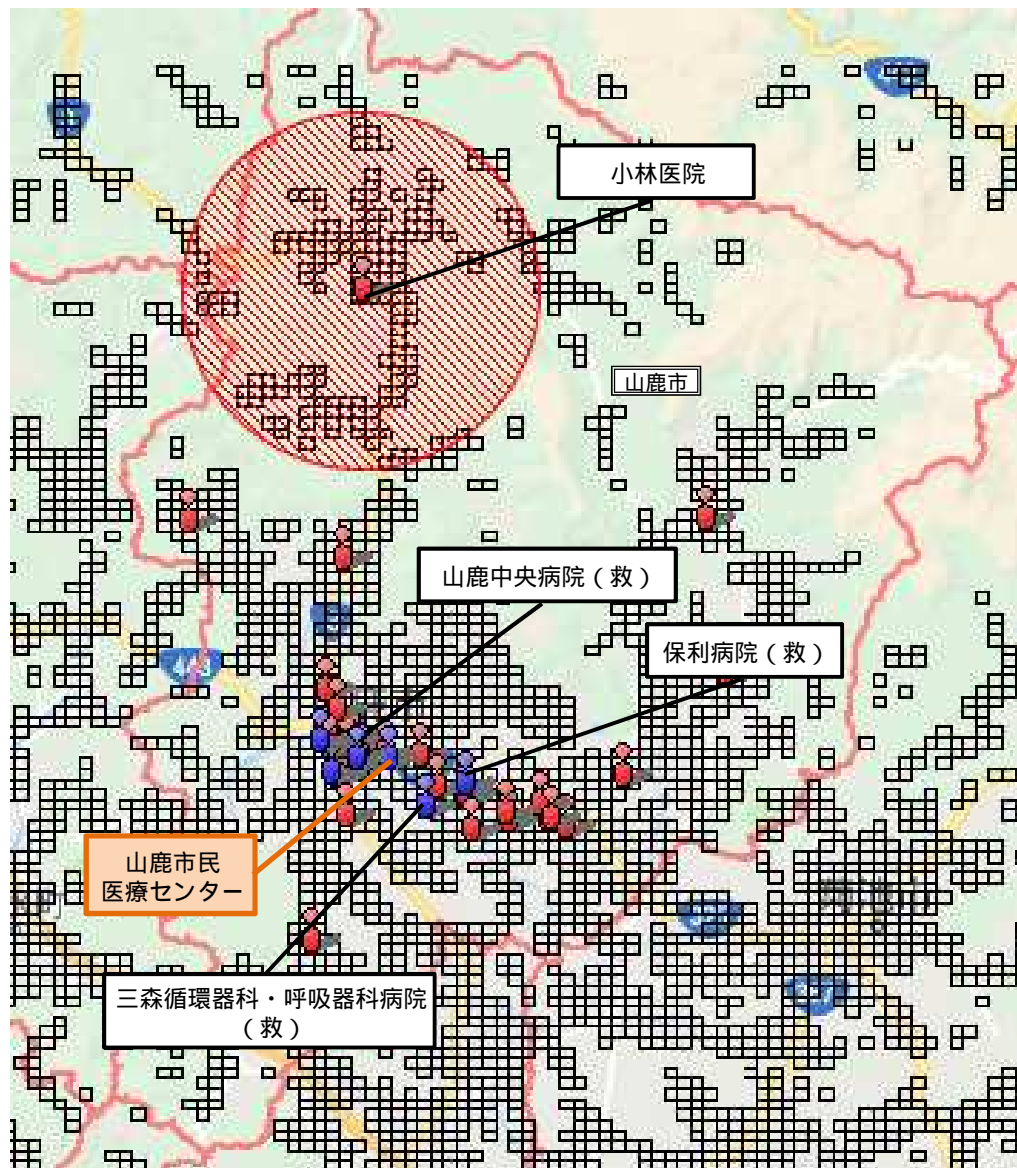 小林医院
山鹿市
山鹿中央病院（救）
保利病院（救）
山鹿市民
医療センター
三森循環器科・呼吸器科病院
（救）